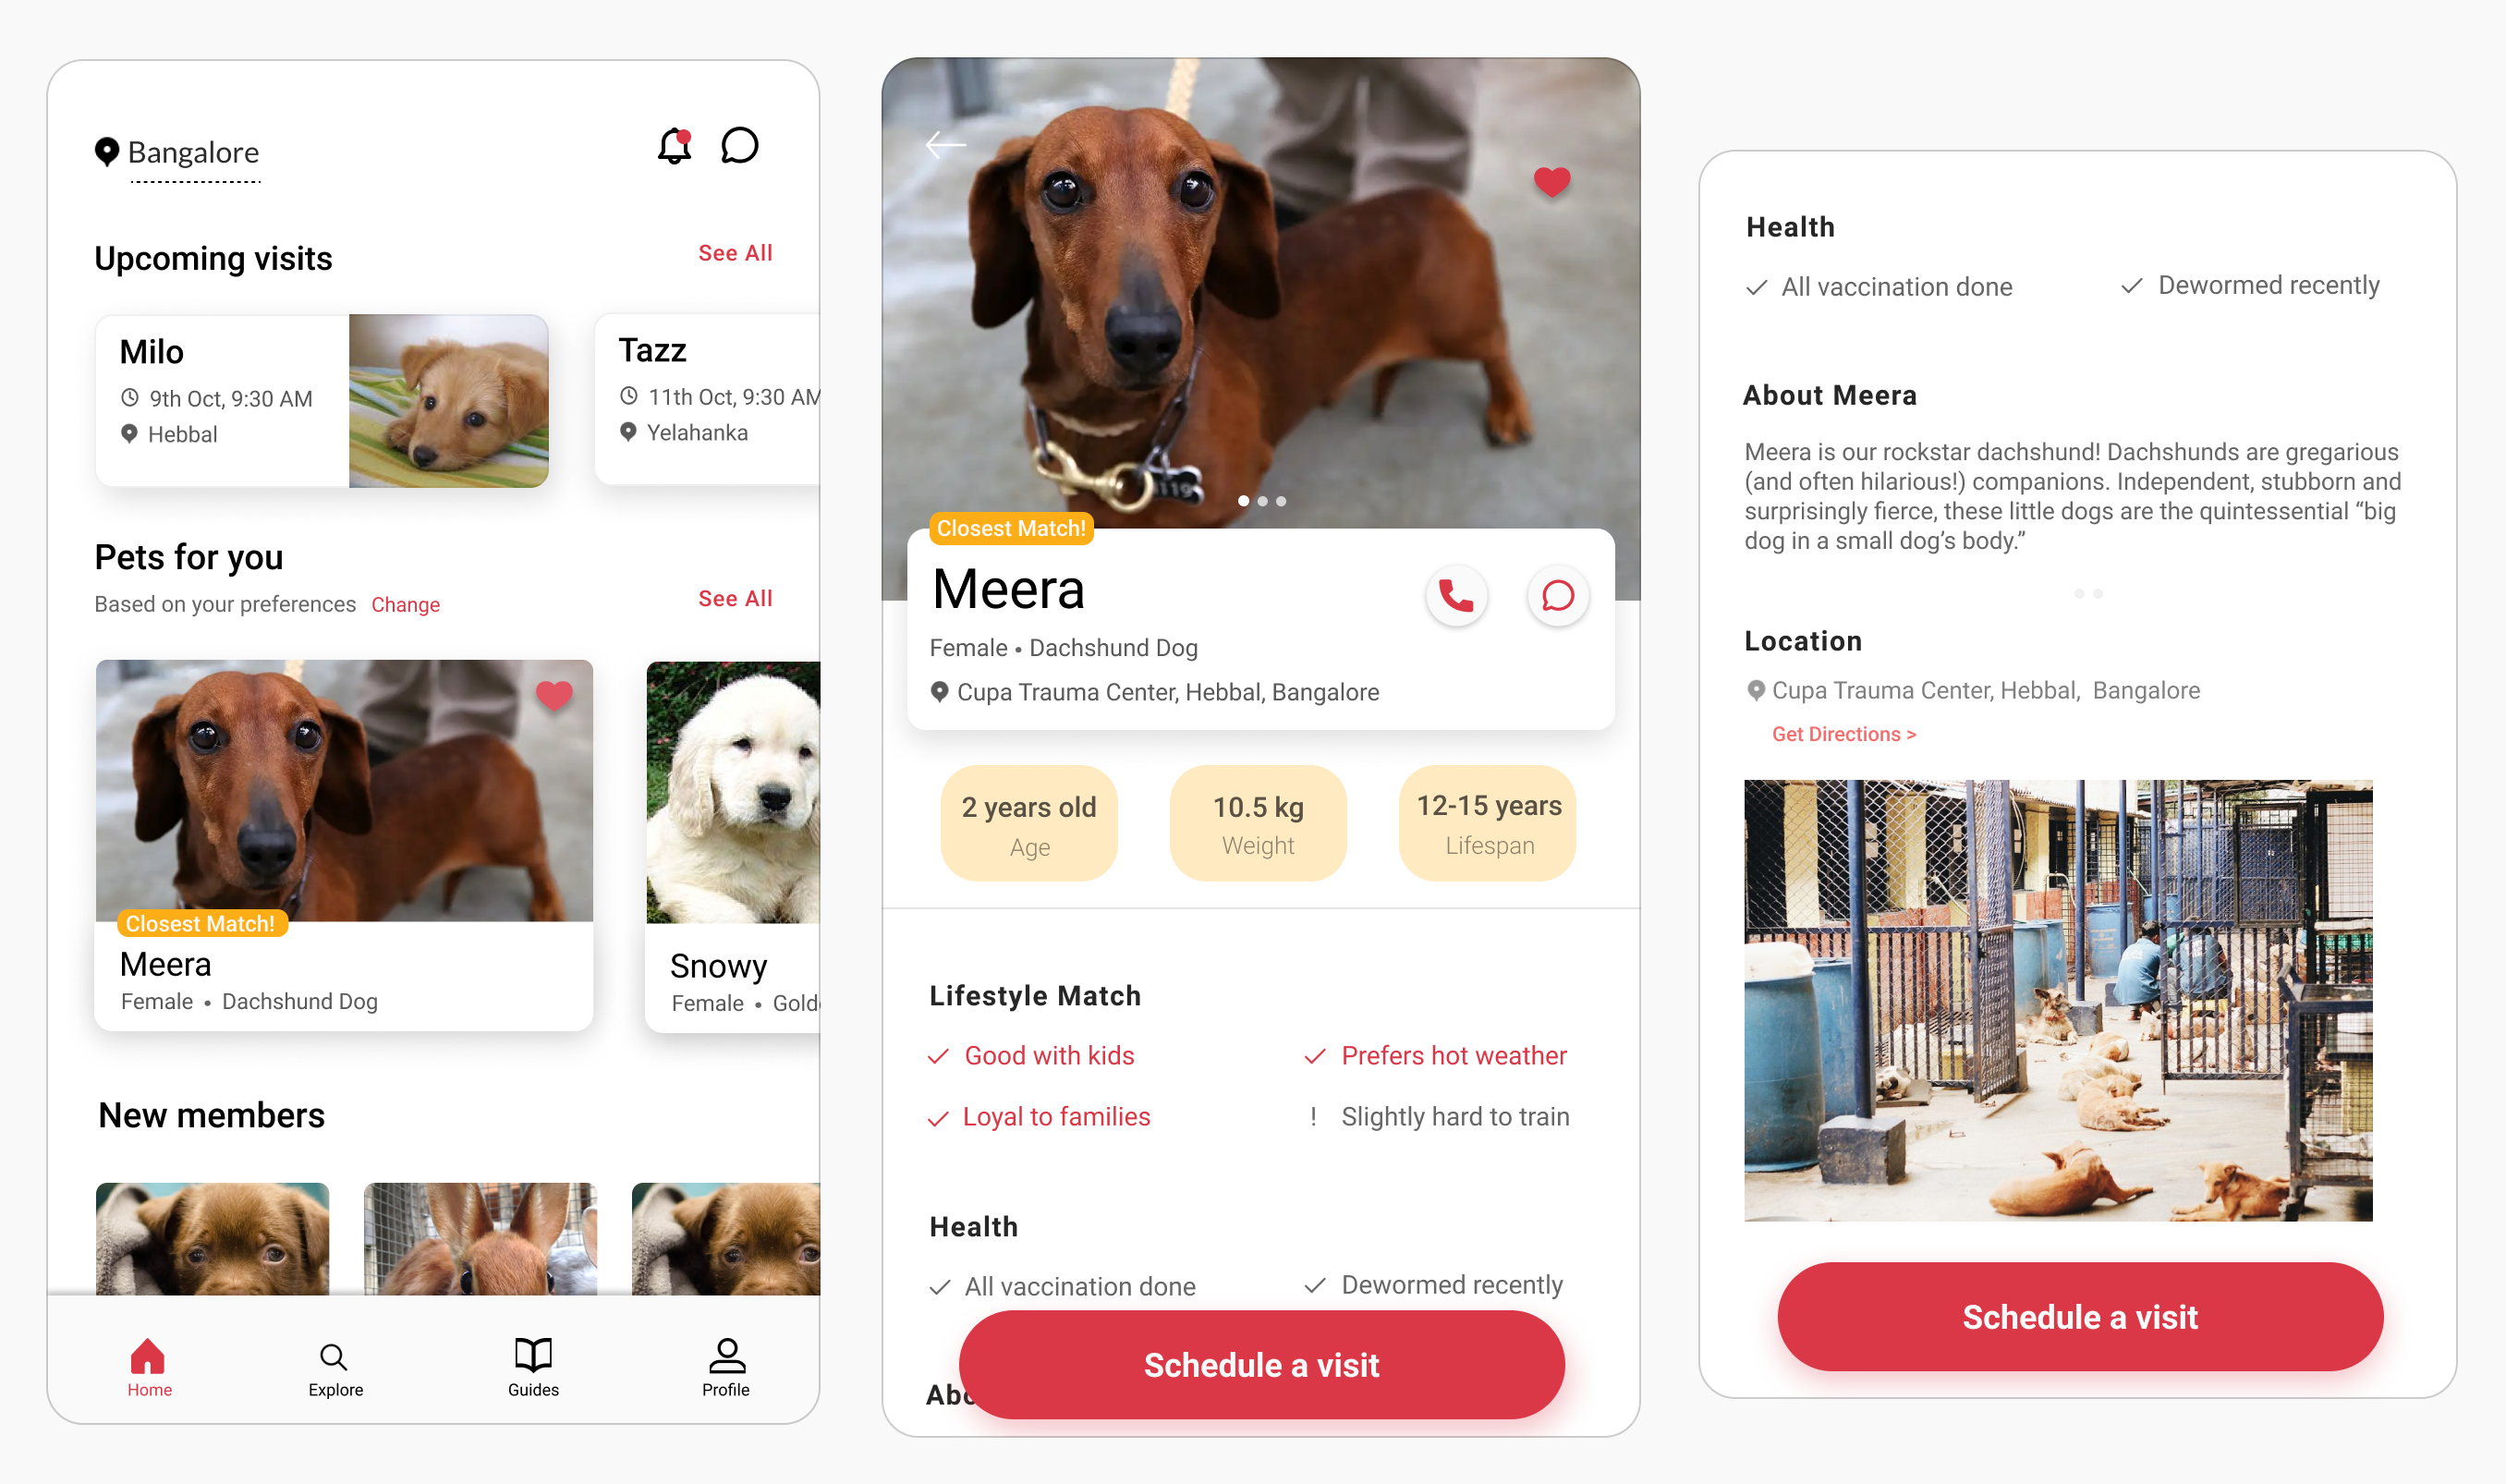 Bangalore
Upcoming visits
See All
Milo
9th Oct, 9:30 AM
Hebbal
Tazz
11th Oct, 9:30 AM
Yelahanka
Pets for you
Based on your preferences Change
See All
Closest Match!
Meera
Female • Dachshund Dog
Snowy
Female • Gold
New members
Home
Explore
Guides
Profile
119
Closest Match!
Meera
Female • Dachshund Dog
Cupa Trauma Center, Hebbal, Bangalore
2 years old
Age
10.5 kg
Weight
12-15 years
Lifespan
Lifestyle Match
Good with kids
Prefers hot weather
Loyal to families
! Slightly hard to train
Health
All vaccination done
Dewormed recently
Schedule a visit
Health
All vaccination done
Dewormed recently
About Meera
Meera is our rockstar dachshund! Dachshunds are gregarious
(and often hilarious!) companions. Independent, stubborn and
surprisingly fierce, these little dogs are the quintessential “big
dog in a small dog’s body.”
Location
Cupa Trauma Center, Hebbal, Bangalore
Get Directions >
Schedule a visit